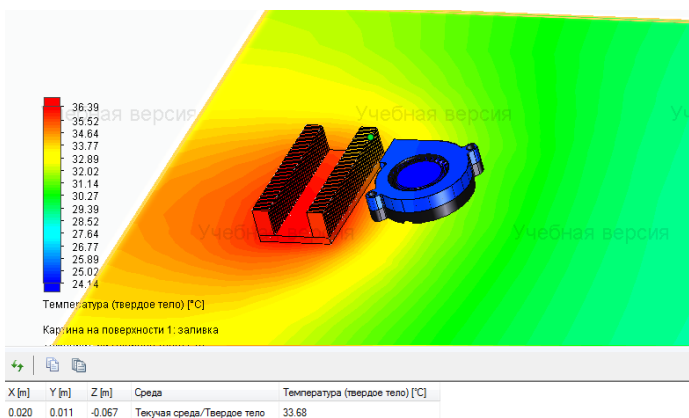 Учебная версия
Учебная версия
36.39
35.52
34.64
33.77
32.89
32.02
31.14
30.27
29.39
28.52
27.64
26.77
25.89
25.02
24.14
Учебная версия
Учебная версия
Температура (твердое тело) [°C]
Картина на поверхности 1: заливка
X [m] Y [m] Z [m] Среда Температура (твердое тело) [°C]
0.020 0.011 -0.067 Текучая среда/Твердое тело 33.68